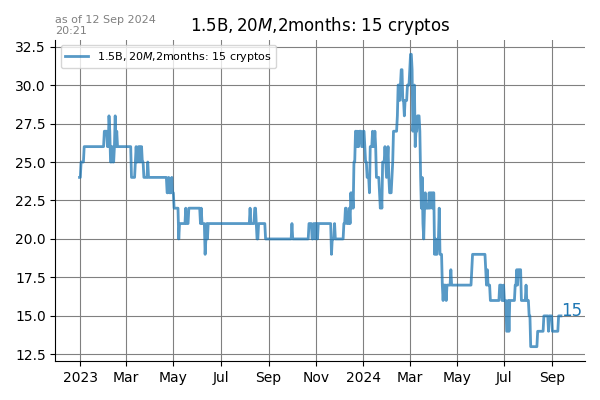 as of 12 Sep 2024
20:21
1.5B, 20M,2months: 15 cryptos
1.5B, 20M,2months: 15 cryptos
32.5
30.0
27.5
25.0
22.5
20.0
17.5
15.0
12.5
15
2023 Mar May Jul Sep Nov 2024 Mar May Jul Sep